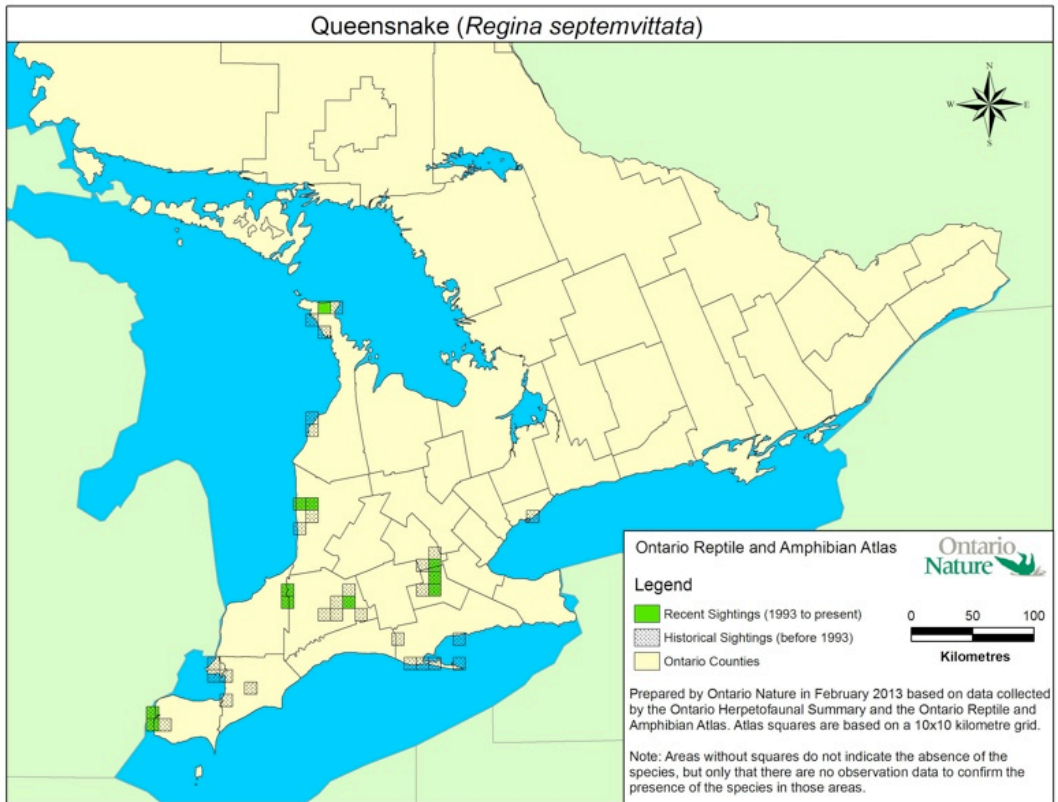 Queensnake (Regina septemvittata)
N
W
E
S
Ontario Reptile and Amphibian Atlas
Ontario
Nature
Legend
Recent Sightings (1993 to present)
Historical Sightings (before 1993)
Ontario Counties
0 50 100
Kilometres
Prepared by Ontario Nature in February 2013 based on data collected
by the Ontario Herpetofaunal Summary and the Ontario Reptile and
Amphibian Atlas. Atlas squares are based on a 10x10 kilometre grid.
Note: Areas without squares do not indicate the absence of the
species, but only that there are no observation data to confirm the
presence of the species in those areas.